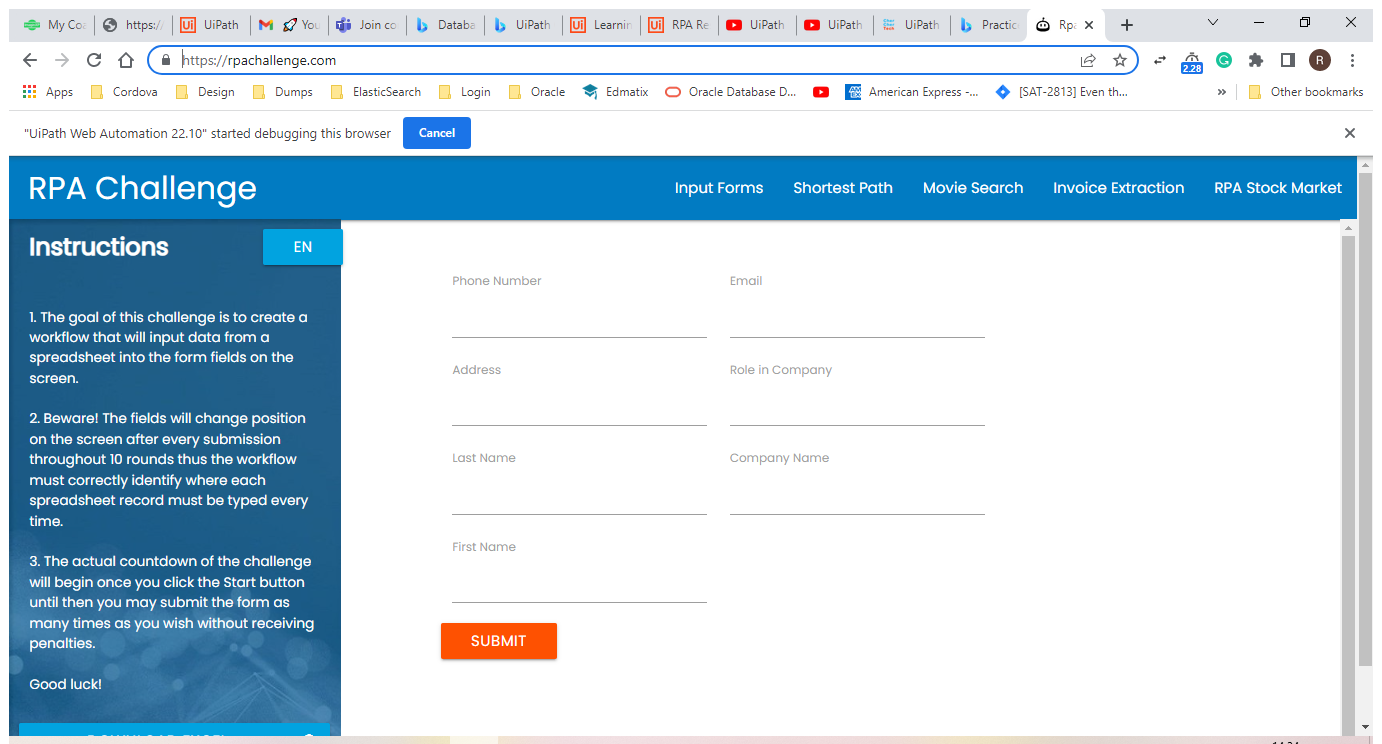 My Coa https:// UiPath You Join co Databa UiPath Learnin RPA Re UiPath UiPath UiPath Practice Rpa
https://rpachallenge.com 2.28 G R
Apps Cordova Design Dumps ElasticSearch Login Oracle Edmatix Oracle Database D... American Express -... [SAT-2813] Even th... » Other bookmarks
"UiPath Web Automation 22.10" started debugging this browser Cancel
RPA Challenge Input Forms Shortest Path Movie Search Invoice Extraction RPA Stock Market
Instructions EN
1. The goal of this challenge is to create a
workflow that will input data from a
spreadsheet into the form fields on the
screen.
2. Beware! The fields will change position
on the screen after every submission
throughout 10 rounds thus the workflow
must correctly identify where each
spreadsheet record must be typed every
time.
3. The actual countdown of the challenge
will begin once you click the Start button
until then you may submit the form as
many times as you wish without receiving
penalties.
Good luck!
DOWNLOAD EXCEL
Phone Number Email
Address Role in Company
Last Name Company Name
First Name
SUBMIT